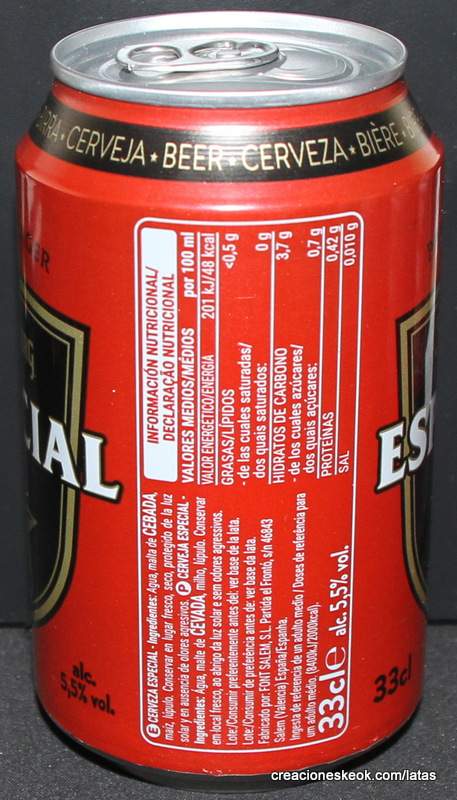 CERVEJA ★ BEER ★ CERVEZA ★ BIÈRE ★
CIAL
alc.
5,5% vol.
INFORMACIÓN NUTRICIONAL/
DECLARAÇÃO NUTRICIONAL
VALORES MEDIOS/MÉDIOS por 100 ml
VALOR ENERGÉTICO/ENERGIA 201 kJ/48 kcal
GRASAS/LÍPIDOS <0,5 g
- de las cuales saturadas/
dos quais saturados: 0 g
HIDRATOS DE CARBONO 3,7 g
- de los cuales azúcares/
dos quais açúcares: 0,7 g
PROTEÍNAS 0,42 g
SAL 0,010 g
E CERVEZA ESPECIAL - Ingredientes: Agua, malta de CEBADA,
maíz, lúpulo. Conservar en lugar fresco, seco, protegido de la luz
solar y en ausencia de olores agresivos. P CERVEJA ESPECIAL -
Ingredientes: Água, malte de CEVADA, milho, lúpulo. Conservar
em local fresco, ao abrigo da luz solar e sem odores agressivos.
Lote/Consumir preferentemente antes del: ver base de la lata.
Lote/Consumir de preferência antes de: ver base da lata.
Fabricado por: FONT SALEM, S.L. Partida el Frontó, s/n 46843
Salem (Valencia) España/Espanha.
Ingesta de referencia de un adulto medio / Doses de referência para
um adulto médio. (8400kJ/2000kcal).
33cl e alc. 5,5% vol.
ES
33cl
creacioneskeok.com/latas